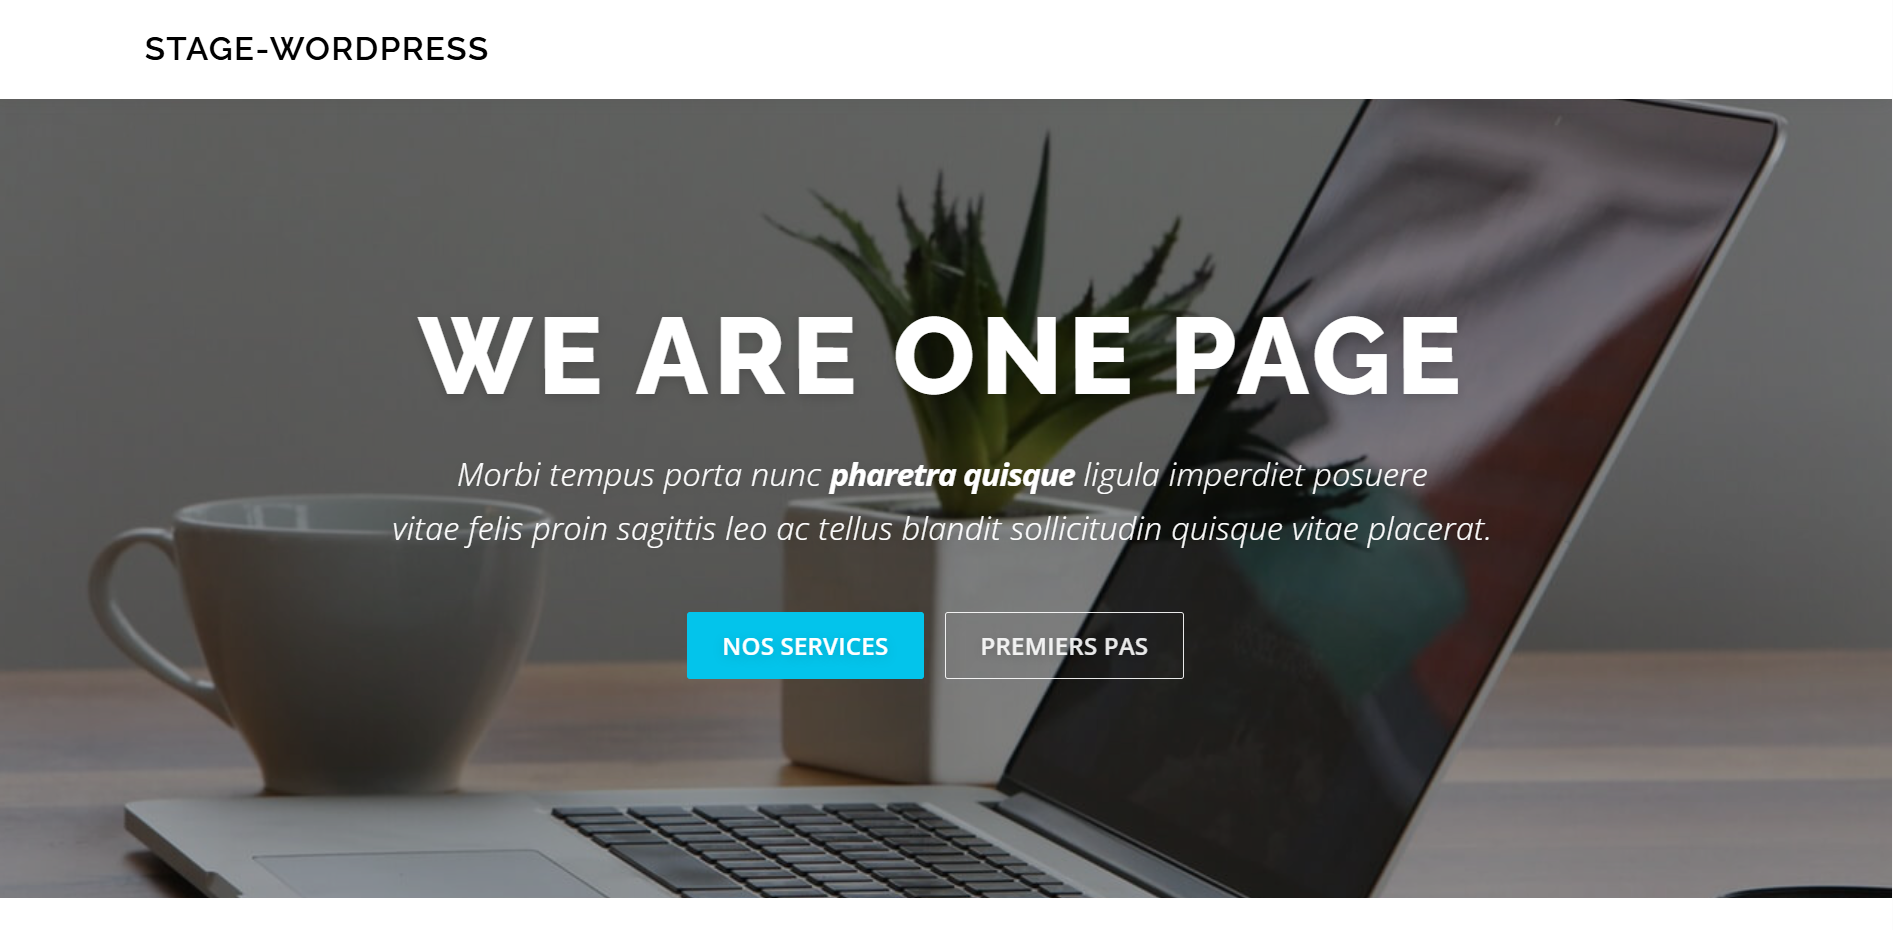 STAGE-WORDPRESS
WE ARE ONE PAGE
Morbi tempus porta nunc pharetra quisque ligula imperdiet posuere
vitae felis proin sagittis leo ac tellus blandit sollicitudin quisque vitae placerat.
NOS SERVICES
PREMIERS PAS